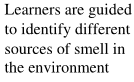 Learners are guided
to identify different
sources of smell in
the environment